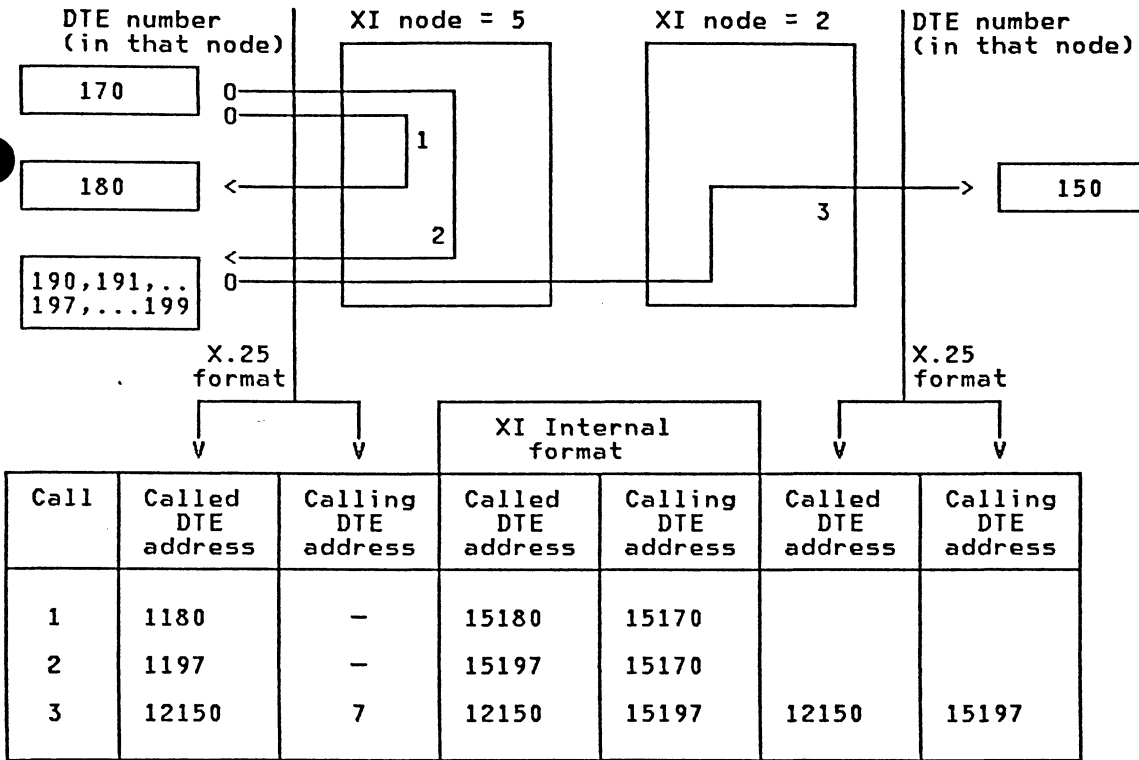 DTE number (in that node)
XI node = 5
XI node = 2
DTE number (in that node)
170
1
180
2
3
150
190,191,..
197,...199
X.25 format
X.25 format
XI Internal format
Call Called DTE address Calling DTE address Called DTE address Calling DTE address Called DTE address Calling DTE address
1 1180 — 15180 15170
2 1197 — 15197 15170
3 12150 7 12150 15197 12150 15197